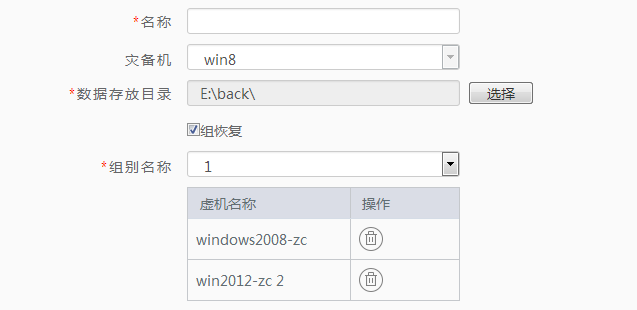 *名称
灾备机 win8
*数据存放目录 E:\back\ 选择
组恢复
*组别名称 1
虚机名称 操作
windows2008-zc
win2012-zc 2